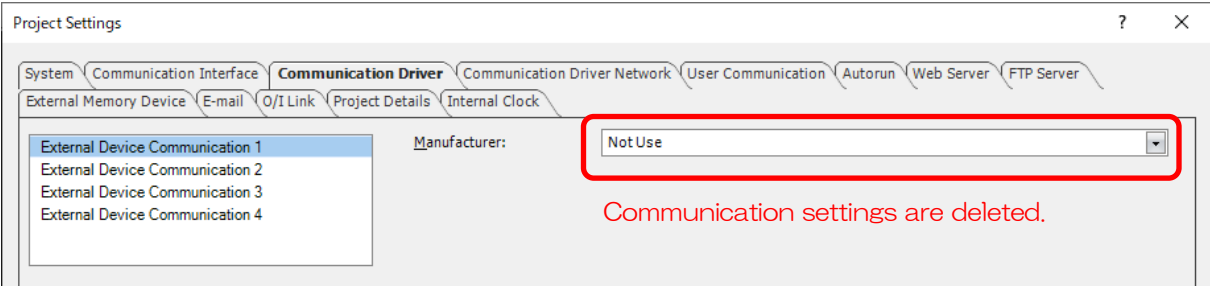 Project Settings ? ×
System Communication Interface Communication Driver Communication Driver Network User Communication Autorun Web Server FTP Server
External Memory Device E-mail O/I Link Project Details Internal Clock
External Device Communication 1
External Device Communication 2
External Device Communication 3
External Device Communication 4
Manufacturer: Not Use
Communication settings are deleted.